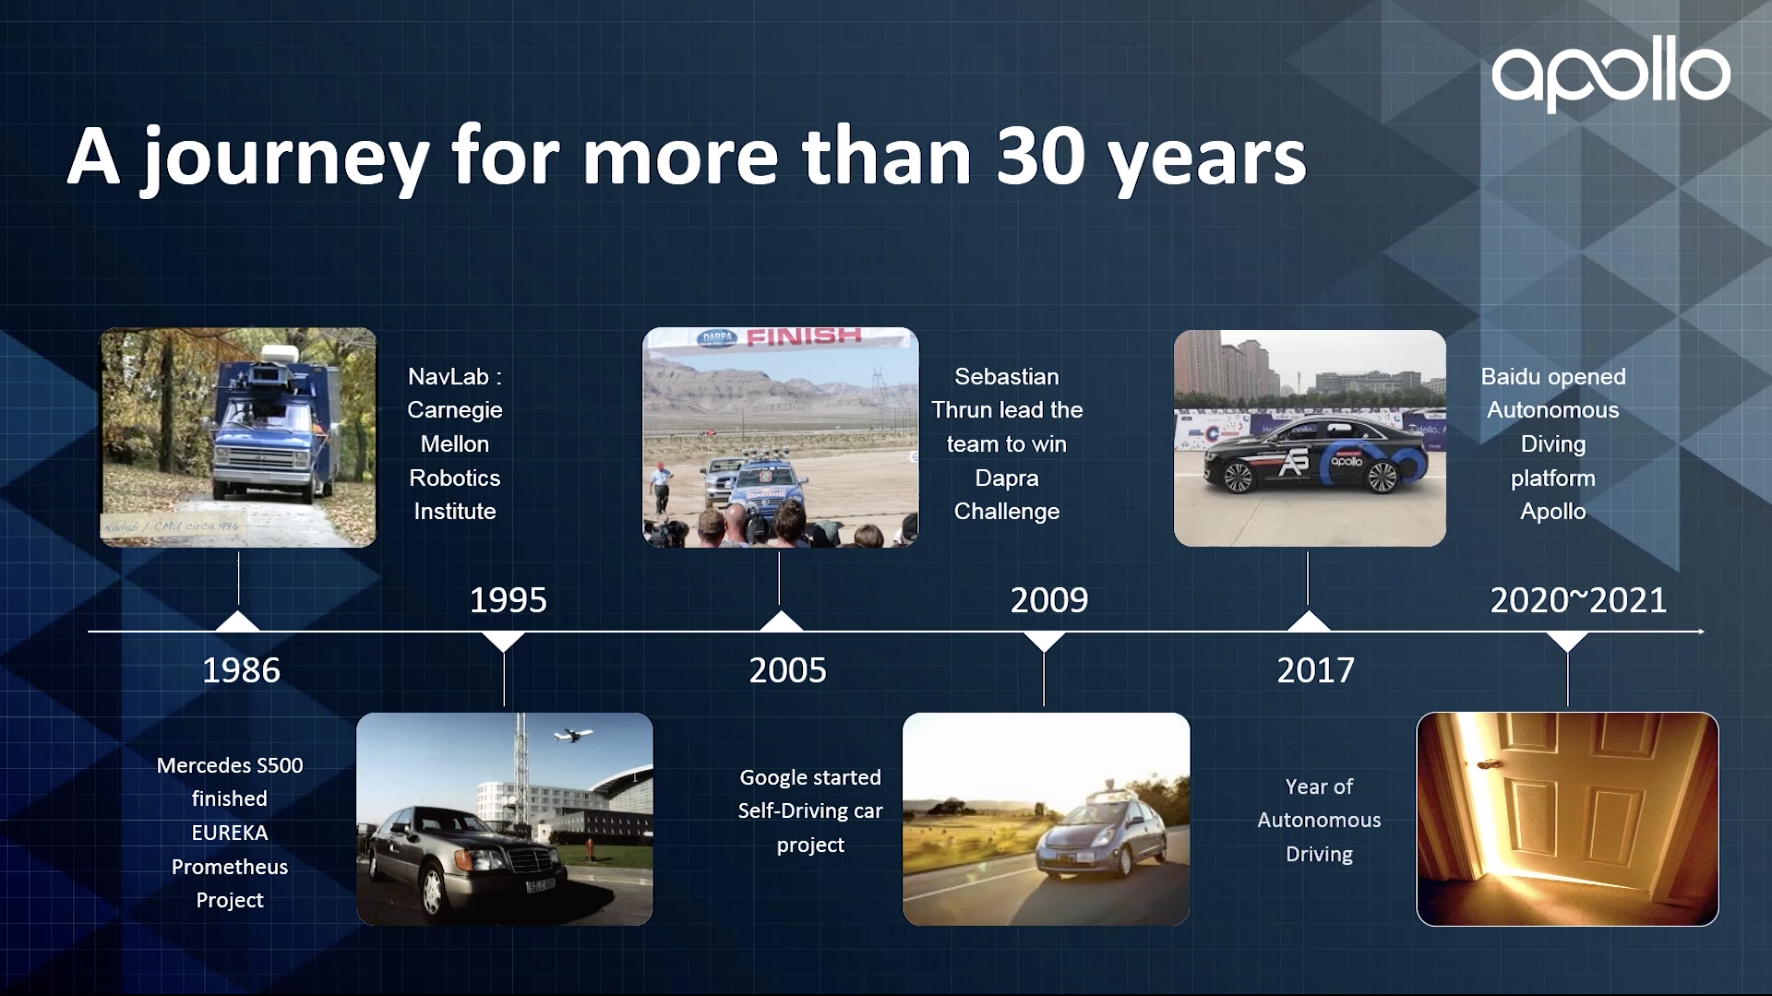 apollo
A journey for more than 30 years
NavLab :
Carnegie
Mellon
Robotics
Institute
Navlab 1 / CMU circa 1986
DARPA
FINISH
Sebastian
Thrun lead the
team to win
Dapra
Challenge
apollo
Baidu opened
Autonomous
Diving
platform
Apollo
1995
2009
2020~2021
1986
2005
2017
Mercedes S500
finished
EUREKA
Prometheus
Project
Google started
Self-Driving car
project
Year of
Autonomous
Driving